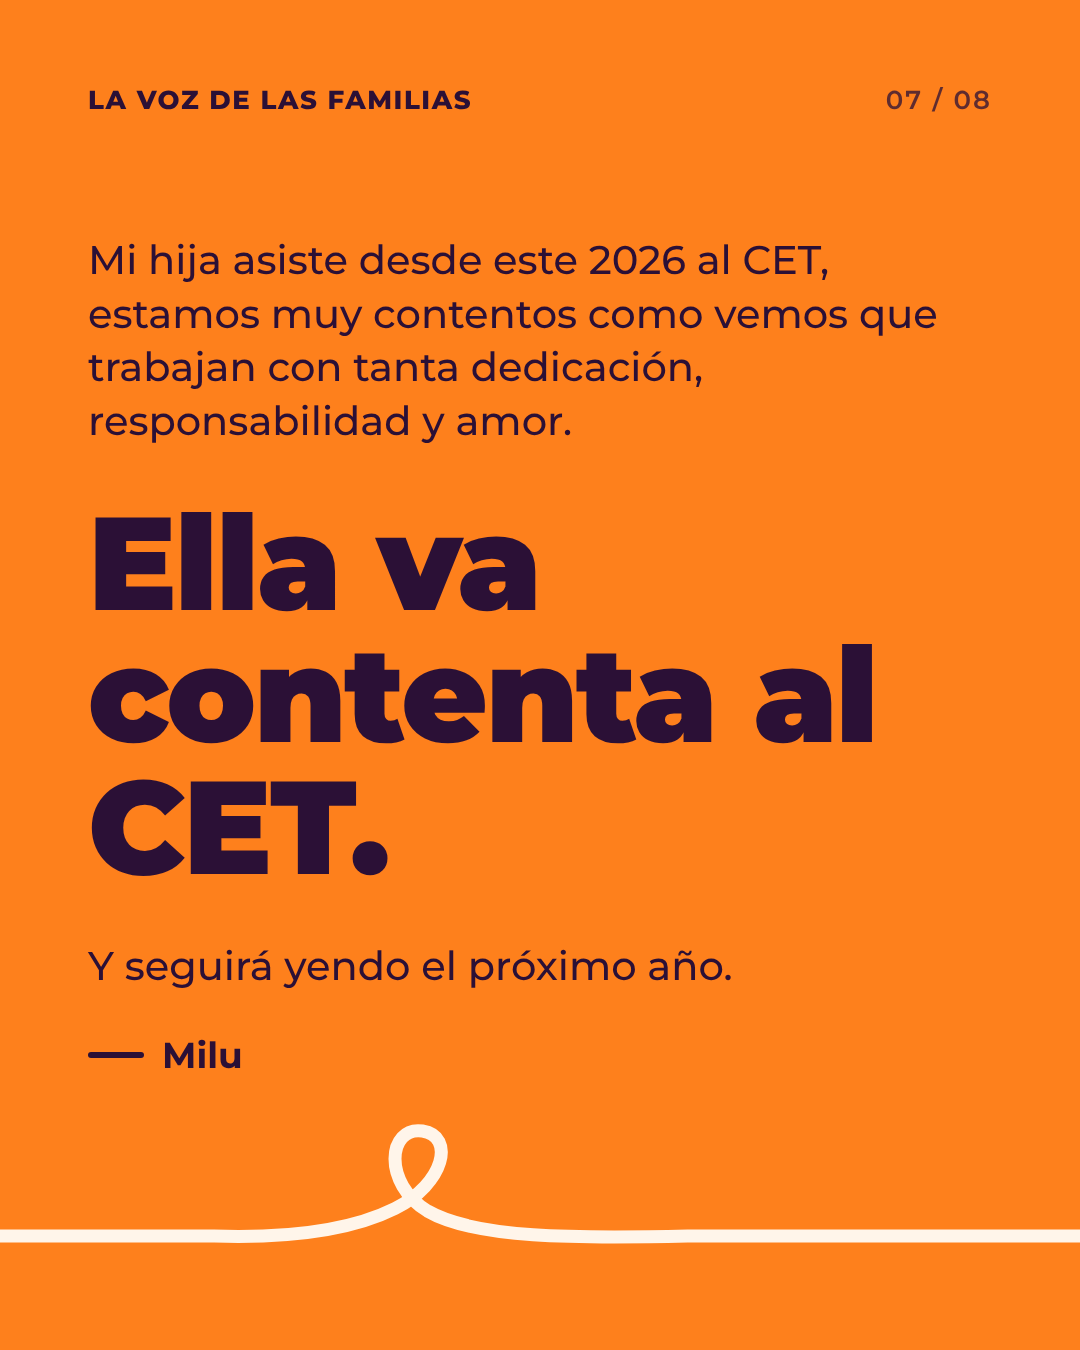 LA VOZ DE LAS FAMILIAS
07 / 08
Mi hija asiste desde este 2026 al CET,
estamos muy contentos como vemos que
trabajan con tanta dedicación,
responsabilidad y amor.
Ella va
contenta al
CET.
Y seguirá yendo el próximo año.
— Milu